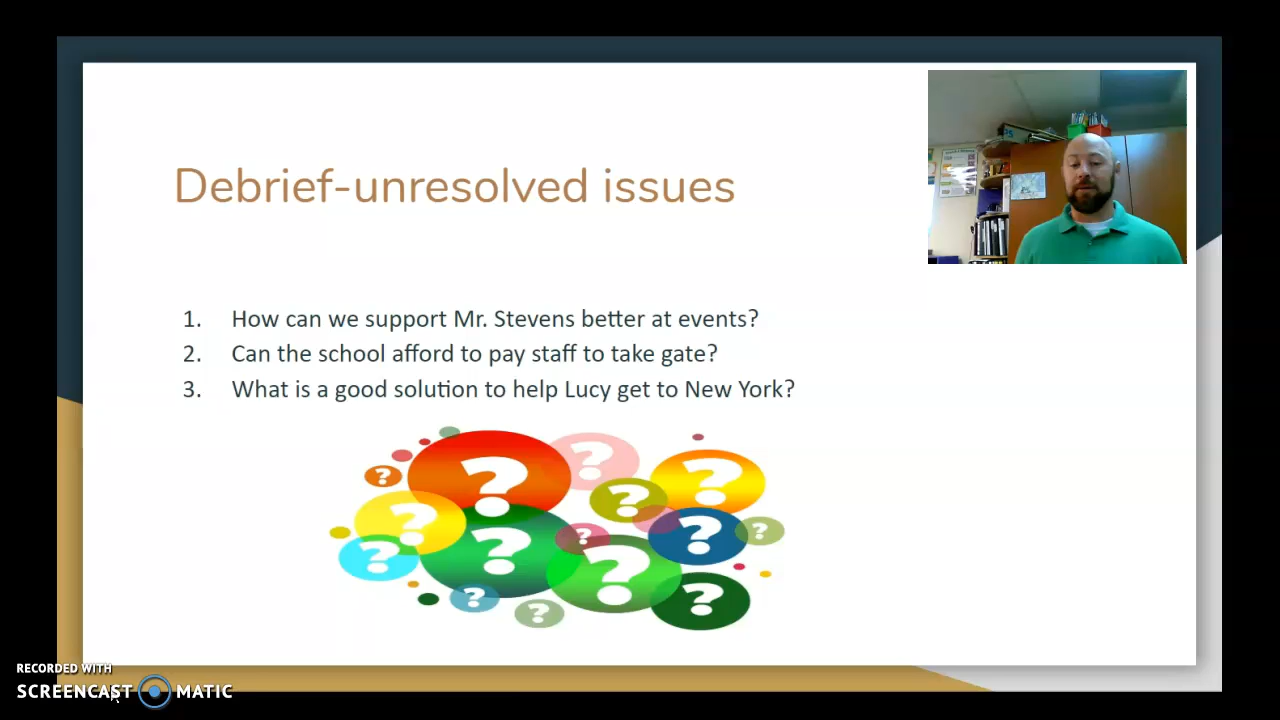 Debrief-unresolved issues
1. How can we support Mr. Stevens better at events?
2. Can the school afford to pay staff to take gate?
3. What is a good solution to help Lucy get to New York?
? ? ? ? ? ? ? ? ? ? ? ? ? ?
RECORDED WITH
SCREENCAST MATIC